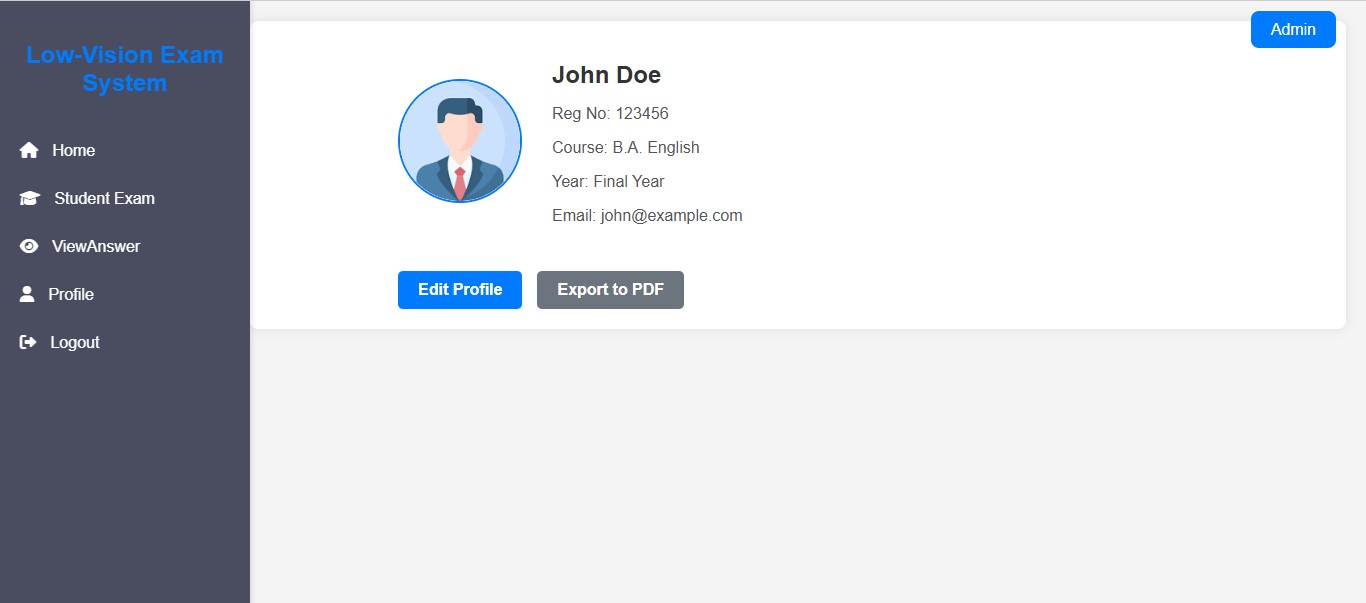 Low-Vision Exam
System
Home
Student Exam
ViewAnswer
Profile
Logout
Admin
John Doe
Reg No: 123456
Course: B.A. English
Year: Final Year
Email: john@example.com
Edit Profile
Export to PDF